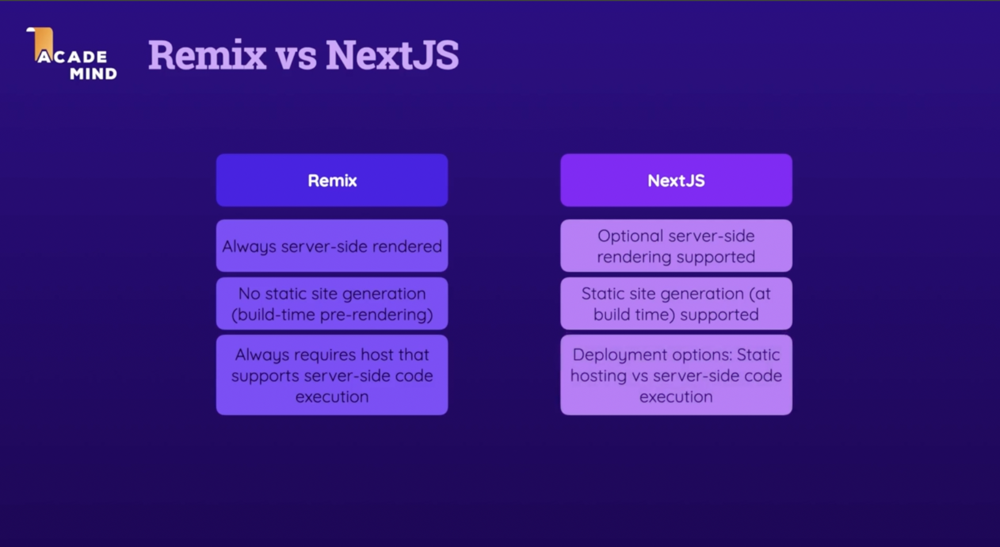 ACADE
MIND
Remix vs NextJS
Remix
Always server-side rendered
No static site generation
(build-time pre-rendering)
Always requires host that
supports server-side code
execution
NextJS
Optional server-side
rendering supported
Static site generation (at
build time) supported
Deployment options: Static
hosting vs server-side code
execution